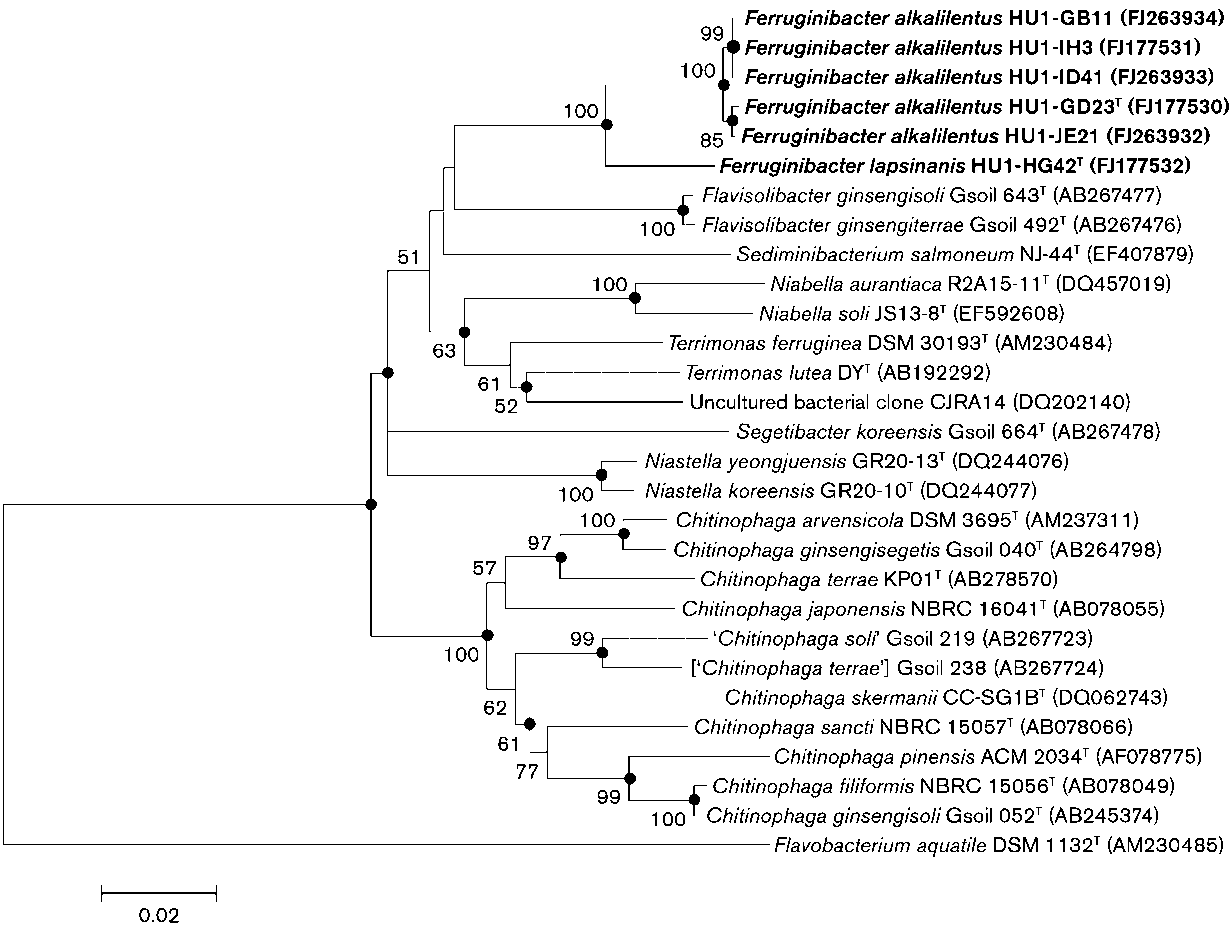 Ferruginibacter alkalilentus HU1-GB11 (FJ263934)
99
Ferruginibacter alkalilentus HU1-IH3 (FJ177531)
100
Ferruginibacter alkalilentus HU1-ID41 (FJ263933)
Ferruginibacter alkalilentus HU1-GD23ᵀ (FJ177530)
100
85
Ferruginibacter alkalilentus HU1-JE21 (FJ263932)
Ferruginibacter lapsinanis HU1-HG42ᵀ (FJ177532)
Flavisolibacter ginsengisoli Gsoil 643ᵀ (AB267477)
100
Flavisolibacter ginsengiterrae Gsoil 492ᵀ (AB267476)
51
Sediminibacterium salmoneum NJ-44ᵀ (EF407879)
100
Niabella aurantiaca R2A15-11ᵀ (DQ457019)
Niabella soli JS13-8ᵀ (EF592608)
63
Terrimonas ferruginea DSM 30193ᵀ (AM230484)
61
Terrimonas lutea DYᵀ (AB192292)
52
Uncultured bacterial clone CJRA14 (DQ202140)
Segetibacter koreensis Gsoil 664ᵀ (AB267478)
Niastella yeongjuensis GR20-13ᵀ (DQ244076)
100
Niastella koreensis GR20-10ᵀ (DQ244077)
100
Chitinophaga arvensicola DSM 3695ᵀ (AM237311)
97
Chitinophaga ginsengisegetis Gsoil 040ᵀ (AB264798)
57
Chitinophaga terrae KP01ᵀ (AB278570)
Chitinophaga japonensis NBRC 16041ᵀ (AB078055)
100
99
‘Chitinophaga soli’ Gsoil 219 (AB267723)
[‘Chitinophaga terrae’] Gsoil 238 (AB267724)
62
Chitinophaga skermanii CC-SG1Bᵀ (DQ062743)
61
Chitinophaga sancti NBRC 15057ᵀ (AB078066)
77
Chitinophaga pinensis ACM 2034ᵀ (AF078775)
99
Chitinophaga filiformis NBRC 15056ᵀ (AB078049)
100
Chitinophaga ginsengisoli Gsoil 052ᵀ (AB245374)
Flavobacterium aquatile DSM 1132ᵀ (AM230485)
0.02